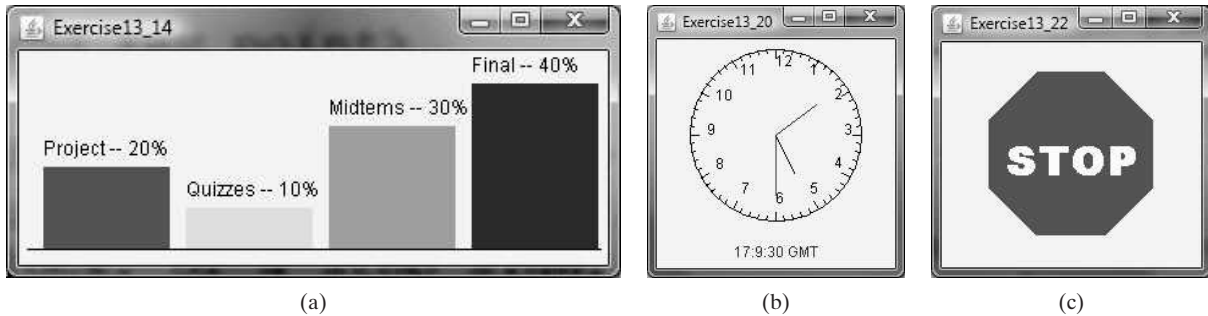 Exercise13_14
Final -- 40%
Midtems -- 30%
Project -- 20%
Quizzes -- 10%
(a)
Exercise13_20
12
11
1
10
2
9
3
8
4
7
5
6
17:9:30 GMT
(b)
Exercise13_22
STOP
(c)